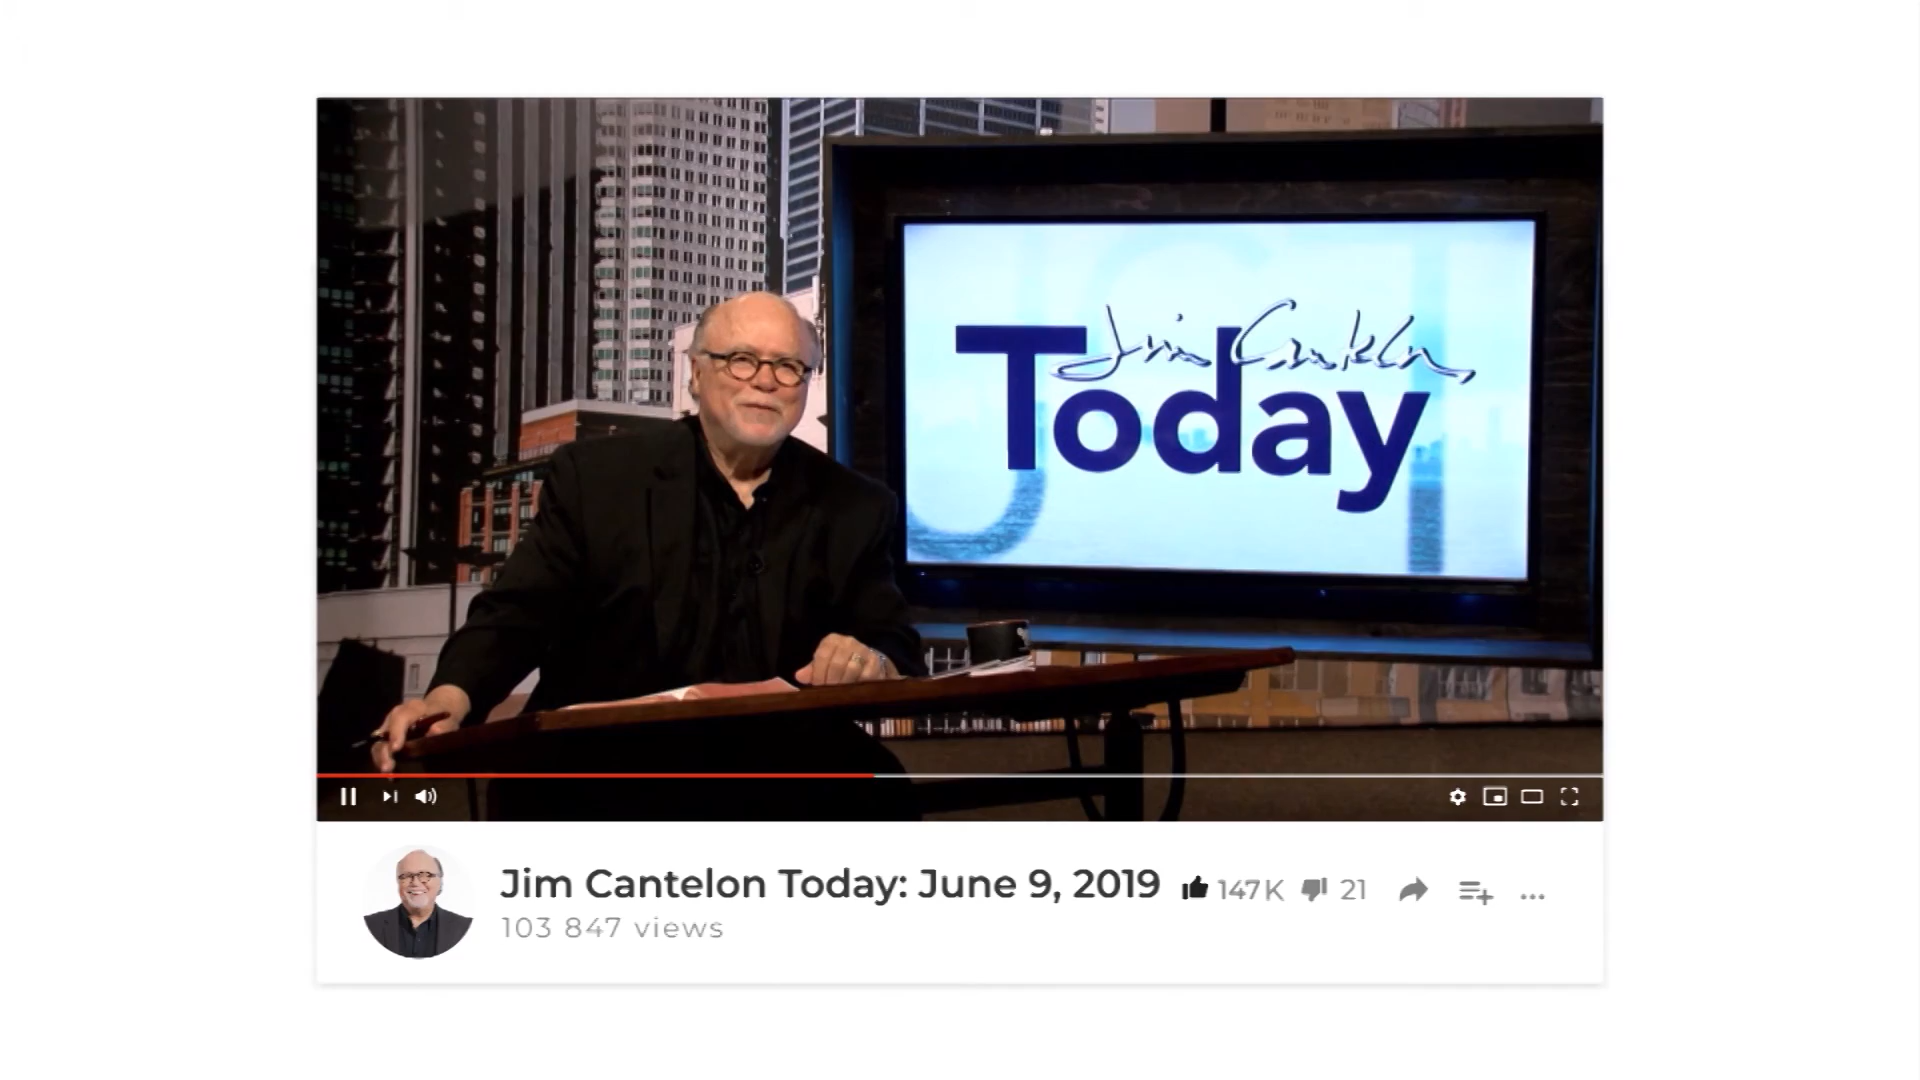 Jim Cantelon
Today
Jim Cantelon Today: June 9, 2019
147K
21
103 847 views